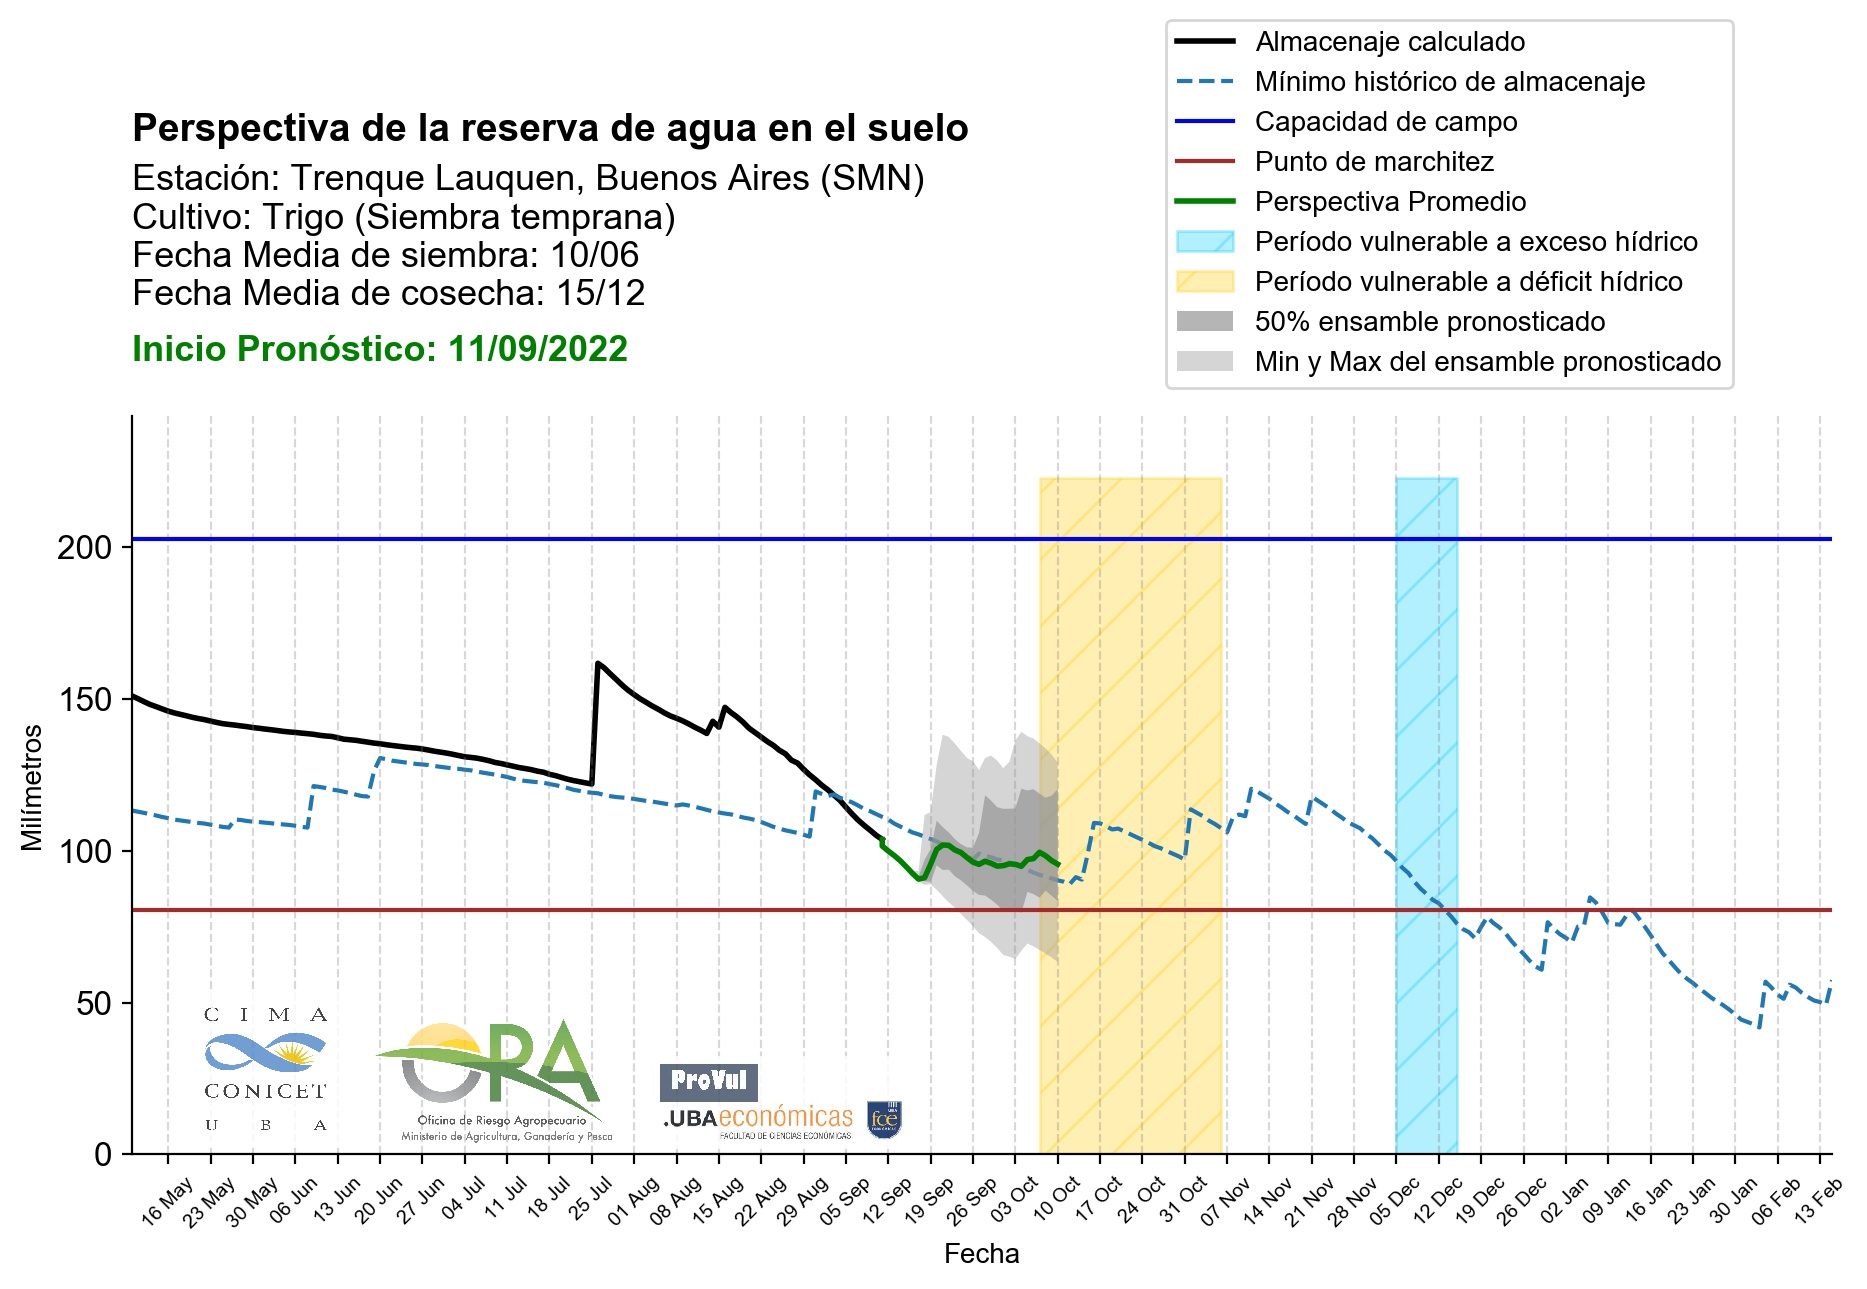 Almacenaje calculado
Mínimo histórico de almacenaje
Capacidad de campo
Punto de marchitez
Perspectiva Promedio
Período vulnerable a exceso hídrico
Período vulnerable a déficit hídrico
50% ensamble pronosticado
Min y Max del ensamble pronosticado
Perspectiva de la reserva de agua en el suelo
Estación: Trenque Lauquen, Buenos Aires (SMN)
Cultivo: Trigo (Siembra temprana)
Fecha Media de siembra: 10/06
Fecha Media de cosecha: 15/12
Inicio Pronóstico: 11/09/2022
Milímetros
200
150
100
50
0
CIMA
CONICET
UBA
ORA
Oficina de Riesgo Agropecuario
Ministerio de Agricultura, Ganadería y Pesca
ProVul
.UBAeconómicas
FACULTAD DE CIENCIAS ECONÓMICAS
UBA
fce
16 May 23 May 30 May 06 Jun 13 Jun 20 Jun 27 Jun 04 Jul 11 Jul 18 Jul 25 Jul 01 Aug 08 Aug 15 Aug 22 Aug 29 Aug 05 Sep 12 Sep 19 Sep 26 Sep 03 Oct 10 Oct 17 Oct 24 Oct 31 Oct 07 Nov 14 Nov 21 Nov 28 Nov 05 Dec 12 Dec 19 Dec 26 Dec 02 Jan 09 Jan 16 Jan 23 Jan 30 Jan 06 Feb 13 Feb
Fecha